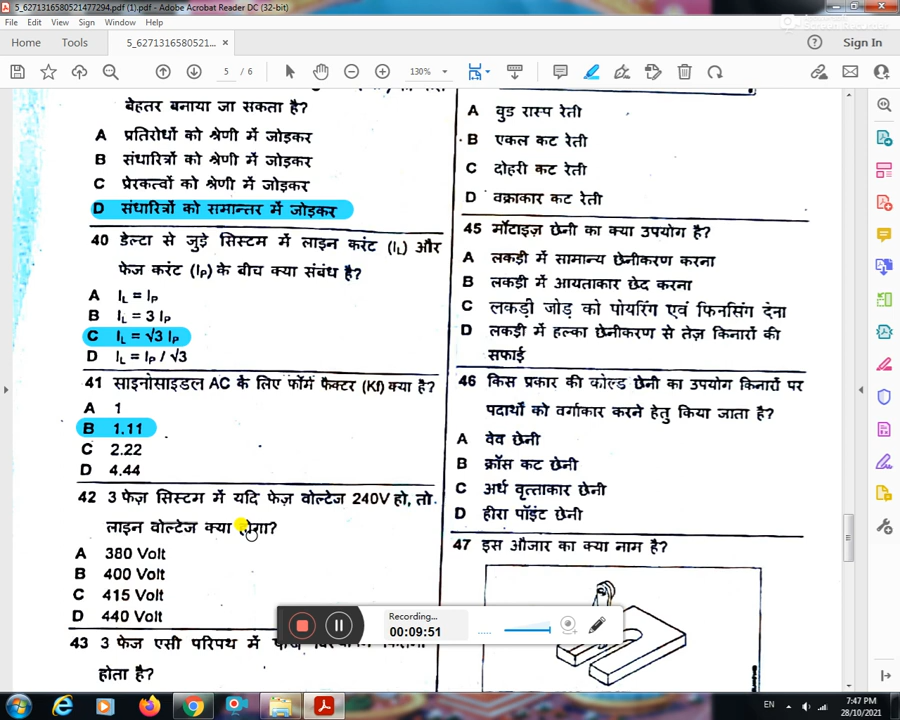 5_6271316580521477294.pdf (1).pdf - Adobe Acrobat Reader DC (32-bit)
File Edit View Sign Window Help
Home Tools 5_6271316580521... × Sign In
5 / 6 130%
बेहतर बनाया जा सकता है?
A प्रतिरोधों को श्रेणी में जोड़कर
B संधारित्रों को श्रेणी में जोड़कर
C प्रेरकत्वों को श्रेणी में जोड़कर
D संधारित्रों को समान्तर में जोड़कर
40 डेल्टा से जुड़े सिस्टम में लाइन करंट (IL) और
फेज करंट (IP) के बीच क्या संबंध है?
A IL = IP
B IL = 3 IP
C IL = √3 IP
D IL = IP / √3
41 साइनोसाइडल AC के लिए फॉर्म फैक्टर (Kf) क्या है?
A 1
B 1.11
C 2.22
D 4.44
42 3 फेज़ सिस्टम में यदि फेज़ वोल्टेज 240V हो, तो
लाइन वोल्टेज क्या होगा?
A 380 Volt
B 400 Volt
C 415 Volt
D 440 Volt
43 3 फेज एसी परिपथ में
होता है?
A वुड रास्प रेती
B एकल कट रेती
C दोहरी कट रेती
D वक्राकार कट रेती
45 मॉटाइज़ छेनी का क्या उपयोग है?
A लकड़ी में सामान्य छेनीकरण करना
B लकड़ी में आयताकार छेद करना
C लकड़ी जोड़ को पोयरिंग एवं फिनसिंग देना
D लकड़ी में हल्का छेनीकरण से तेज़ किनारों की
सफाई
46 किस प्रकार की कोल्ड छेनी का उपयोग किनारों पर
पदार्थो को वर्गाकार करने हेतु किया जाता है?
A वेव छेनी
B क्रॉस कट छेनी
C अर्ध वृत्ताकार छेनी
D हीरा पॉइंट छेनी
47 इस औजार का क्या नाम है?
Recording...
00:09:51
EN 7:47 PM
28/10/2021